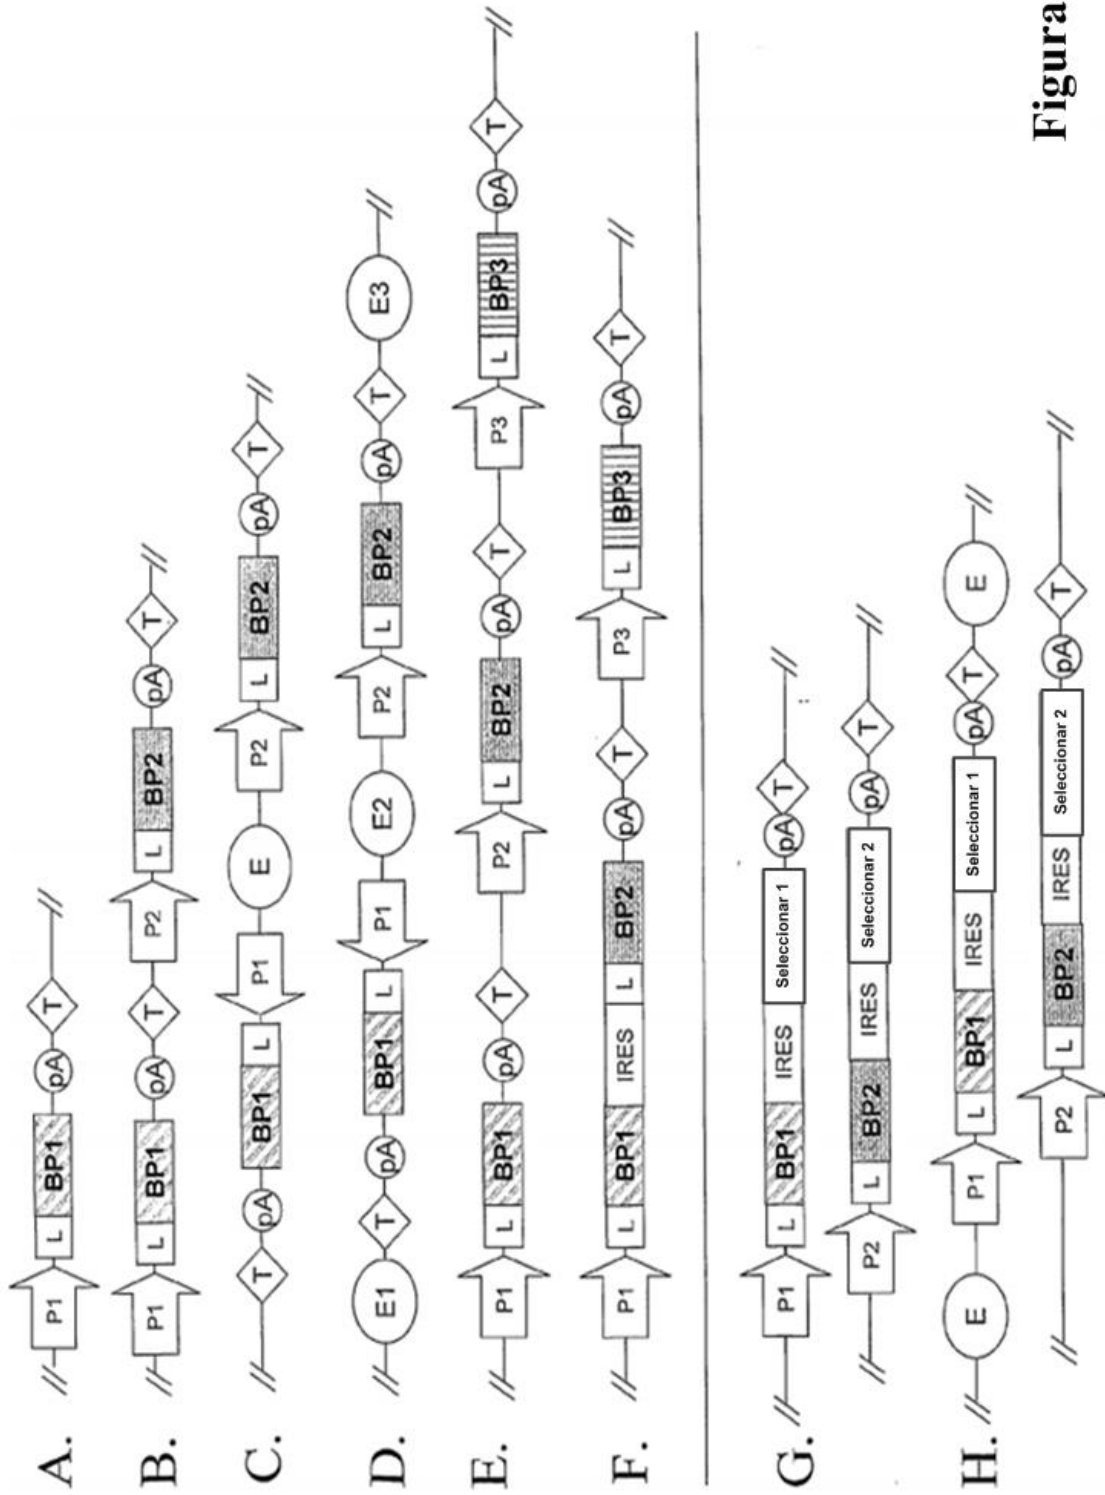 A. P1 L BP1 pA T
B. P1 L BP1 pA T P2 L BP2 pA T
C. T pA BP1 L P1 E P2 L BP2 pA T
D. E1 T pA BP1 L P1 E2 P2 L BP2 pA T E3
E. P1 L BP1 pA T P2 L BP2 pA T P3 L BP3 pA T
F. P1 L BP1 IRES L BP2 pA T P3 L BP3 pA T
G. P1 L BP1 IRES Seleccionar 1 pA T
P2 L BP2 IRES Seleccionar 2 pA T
H. E P1 L BP1 IRES Seleccionar 1 pA T E
P2 L BP2 IRES Seleccionar 2 pA T
Figura